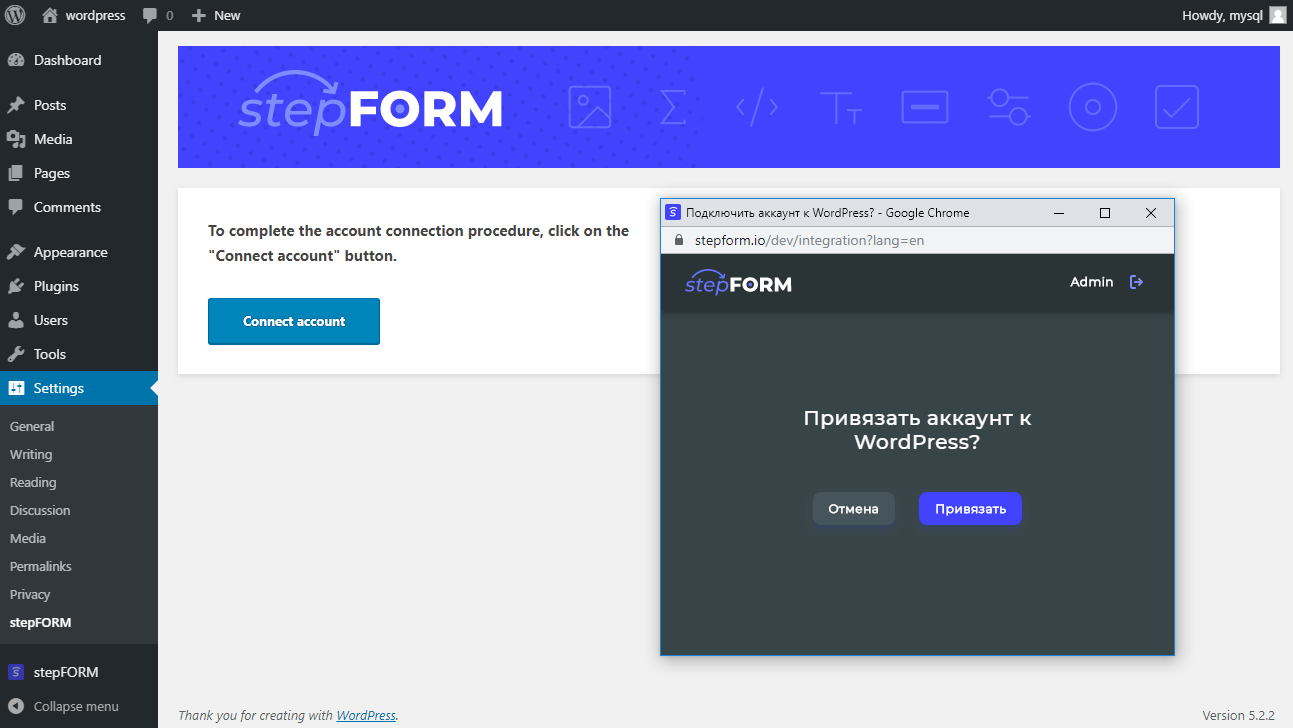 wordpress
0
New
Howdy, mysql
Dashboard
Posts
Media
Pages
Comments
Appearance
Plugins
Users
Tools
Settings
General
Writing
Reading
Discussion
Media
Permalinks
Privacy
stepFORM
stepFORM
Collapse menu
stepFORM
To complete the account connection procedure, click on the
"Connect account" button.
Connect account
Подключить аккаунт к WordPress? - Google Chrome
stepform.io/dev/integration?lang=en
stepFORM
Admin
Привязать аккаунт к
WordPress?
Отмена
Привязать
Thank you for creating with WordPress.
Version 5.2.2